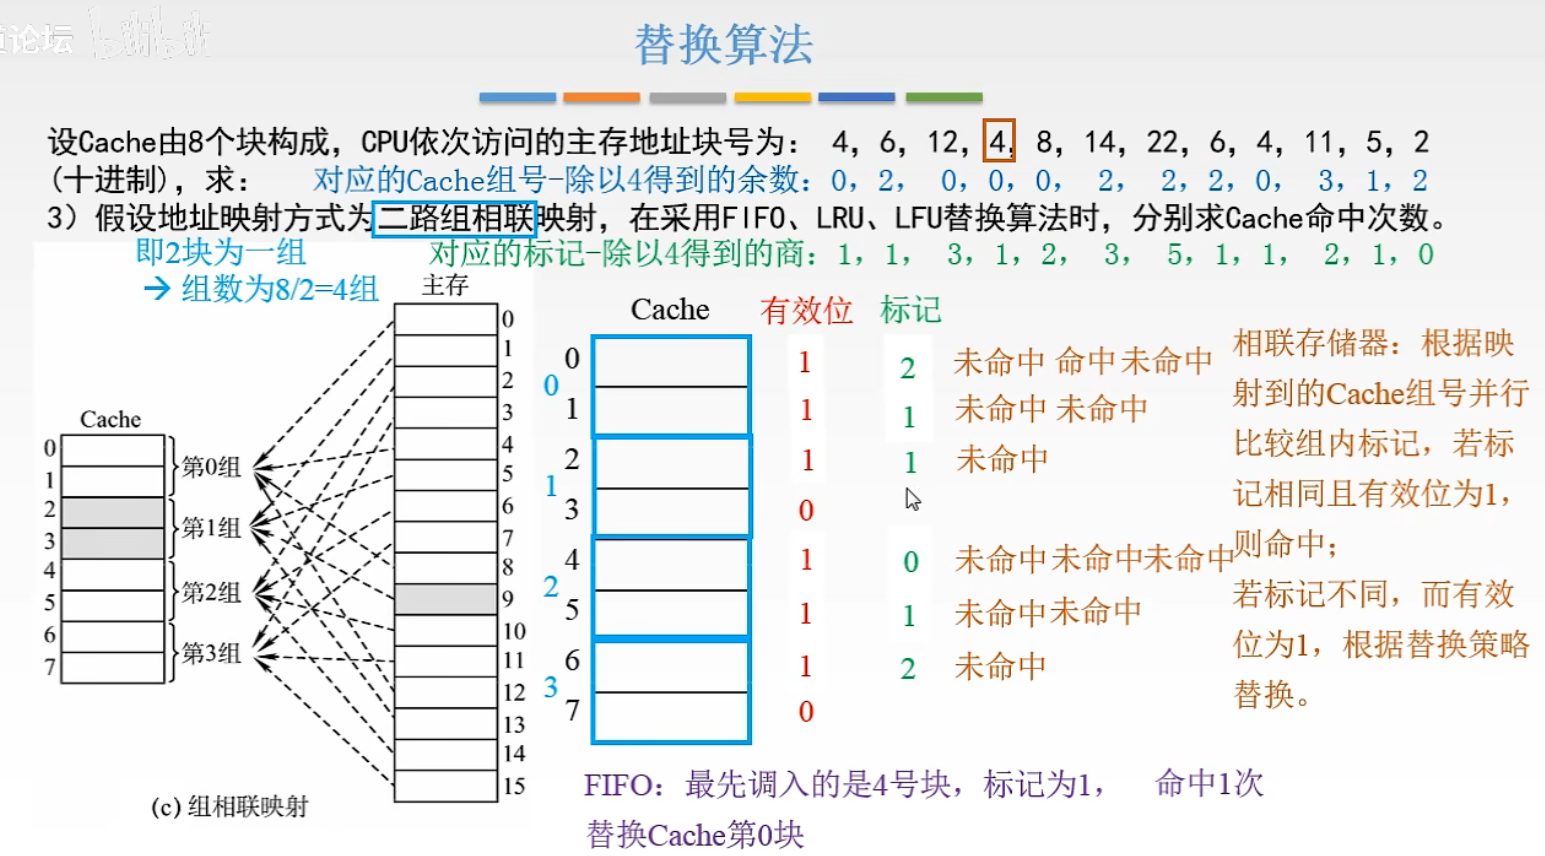 论坛 bilibili
替换算法
设Cache由8个块构成，CPU依次访问的主存地址块号为： 4，6，12，4，8，14，22，6，4，11，5，2
(十进制)，求： 对应的Cache组号-除以4得到的余数：0，2， 0，0，0， 2， 2，2，0， 3，1，2
3）假设地址映射方式为二路组相联映射，在采用FIFO、LRU、LFU替换算法时，分别求Cache命中次数。
即2块为一组 对应的标记-除以4得到的商：1，1， 3，1，2， 3， 5，1，1， 2，1，0
→ 组数为8/2=4组
主存
Cache
0
1
2
3
4
5
6
7
第0组
第1组
第2组
第3组
0
1
2
3
4
5
6
7
8
9
10
11
12
13
14
15
(c) 组相联映射
Cache 有效位 标记
0 1 2 未命中 命中 未命中
0
1 1 1 未命中 未命中
2 1 1 未命中
1
3 0
4 1 0 未命中 未命中 未命中
2
5 1 1 未命中 未命中
6 1 2 未命中
3
7 0
相联存储器：根据映
射到的Cache组号并行
比较组内标记，若标
记相同且有效位为1，
则命中；
若标记不同，而有效
位为1，根据替换策略
替换。
FIFO：最先调入的是4号块，标记为1， 命中1次
替换Cache第0块